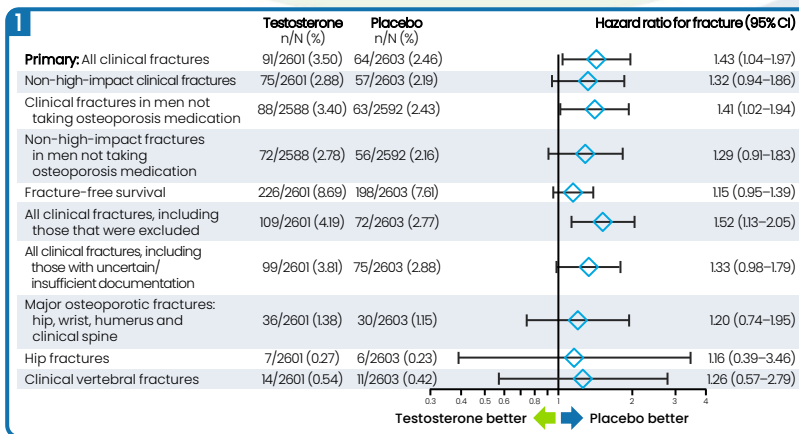 1
Testosterone Placebo Hazard ratio for fracture (95% CI)
n/N (%) n/N (%)
Primary: All clinical fractures 91/2601 (3.50) 64/2603 (2.46) 1.43 (1.04–1.97)
Non-high-impact clinical fractures 75/2601 (2.88) 57/2603 (2.19) 1.32 (0.94–1.86)
Clinical fractures in men not
taking osteoporosis medication 88/2588 (3.40) 63/2592 (2.43) 1.41 (1.02–1.94)
Non-high-impact fractures
in men not taking 72/2588 (2.78) 56/2592 (2.16) 1.29 (0.91–1.83)
osteoporosis medication
Fracture-free survival 226/2601 (8.69) 198/2603 (7.61) 1.15 (0.95–1.39)
All clinical fractures, including 109/2601 (4.19) 72/2603 (2.77) 1.52 (1.13–2.05)
those that were excluded
All clinical fractures, including
those with uncertain/ 99/2601 (3.81) 75/2603 (2.88) 1.33 (0.98–1.79)
insufficient documentation
Major osteoporotic fractures:
hip, wrist, humerus and 36/2601 (1.38) 30/2603 (1.15) 1.20 (0.74–1.95)
clinical spine
Hip fractures 7/2601 (0.27) 6/2603 (0.23) 1.16 (0.39–3.46)
Clinical vertebral fractures 14/2601 (0.54) 11/2603 (0.42) 1.26 (0.57–2.79)
0.3 0.4 0.5 0.6 0.8 1 2 3 4
Testosterone better Placebo better